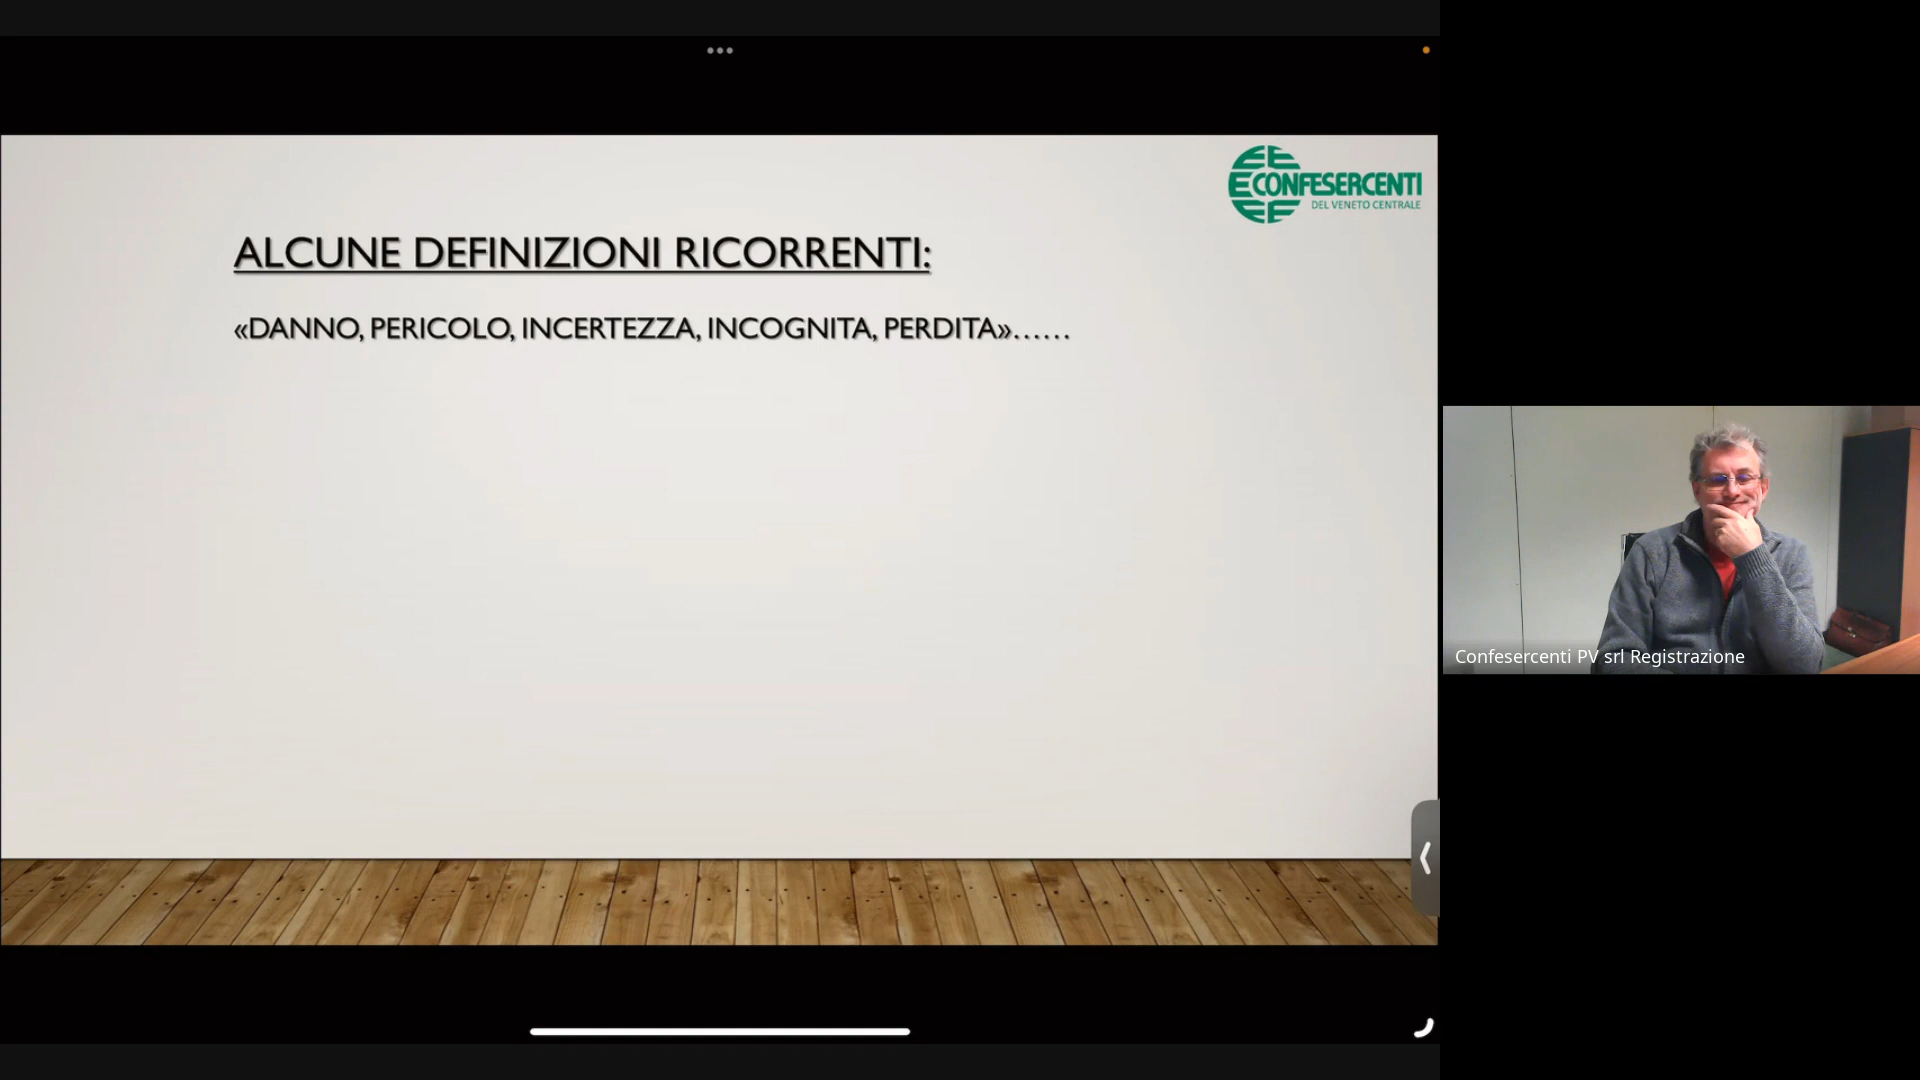 CONFESERCENTI
DEL VENETO CENTRALE
ALCUNE DEFINIZIONI RICORRENTI:
«DANNO, PERICOLO, INCERTEZZA, INCOGNITA, PERDITA»......
Confesercenti PV srl Registrazione